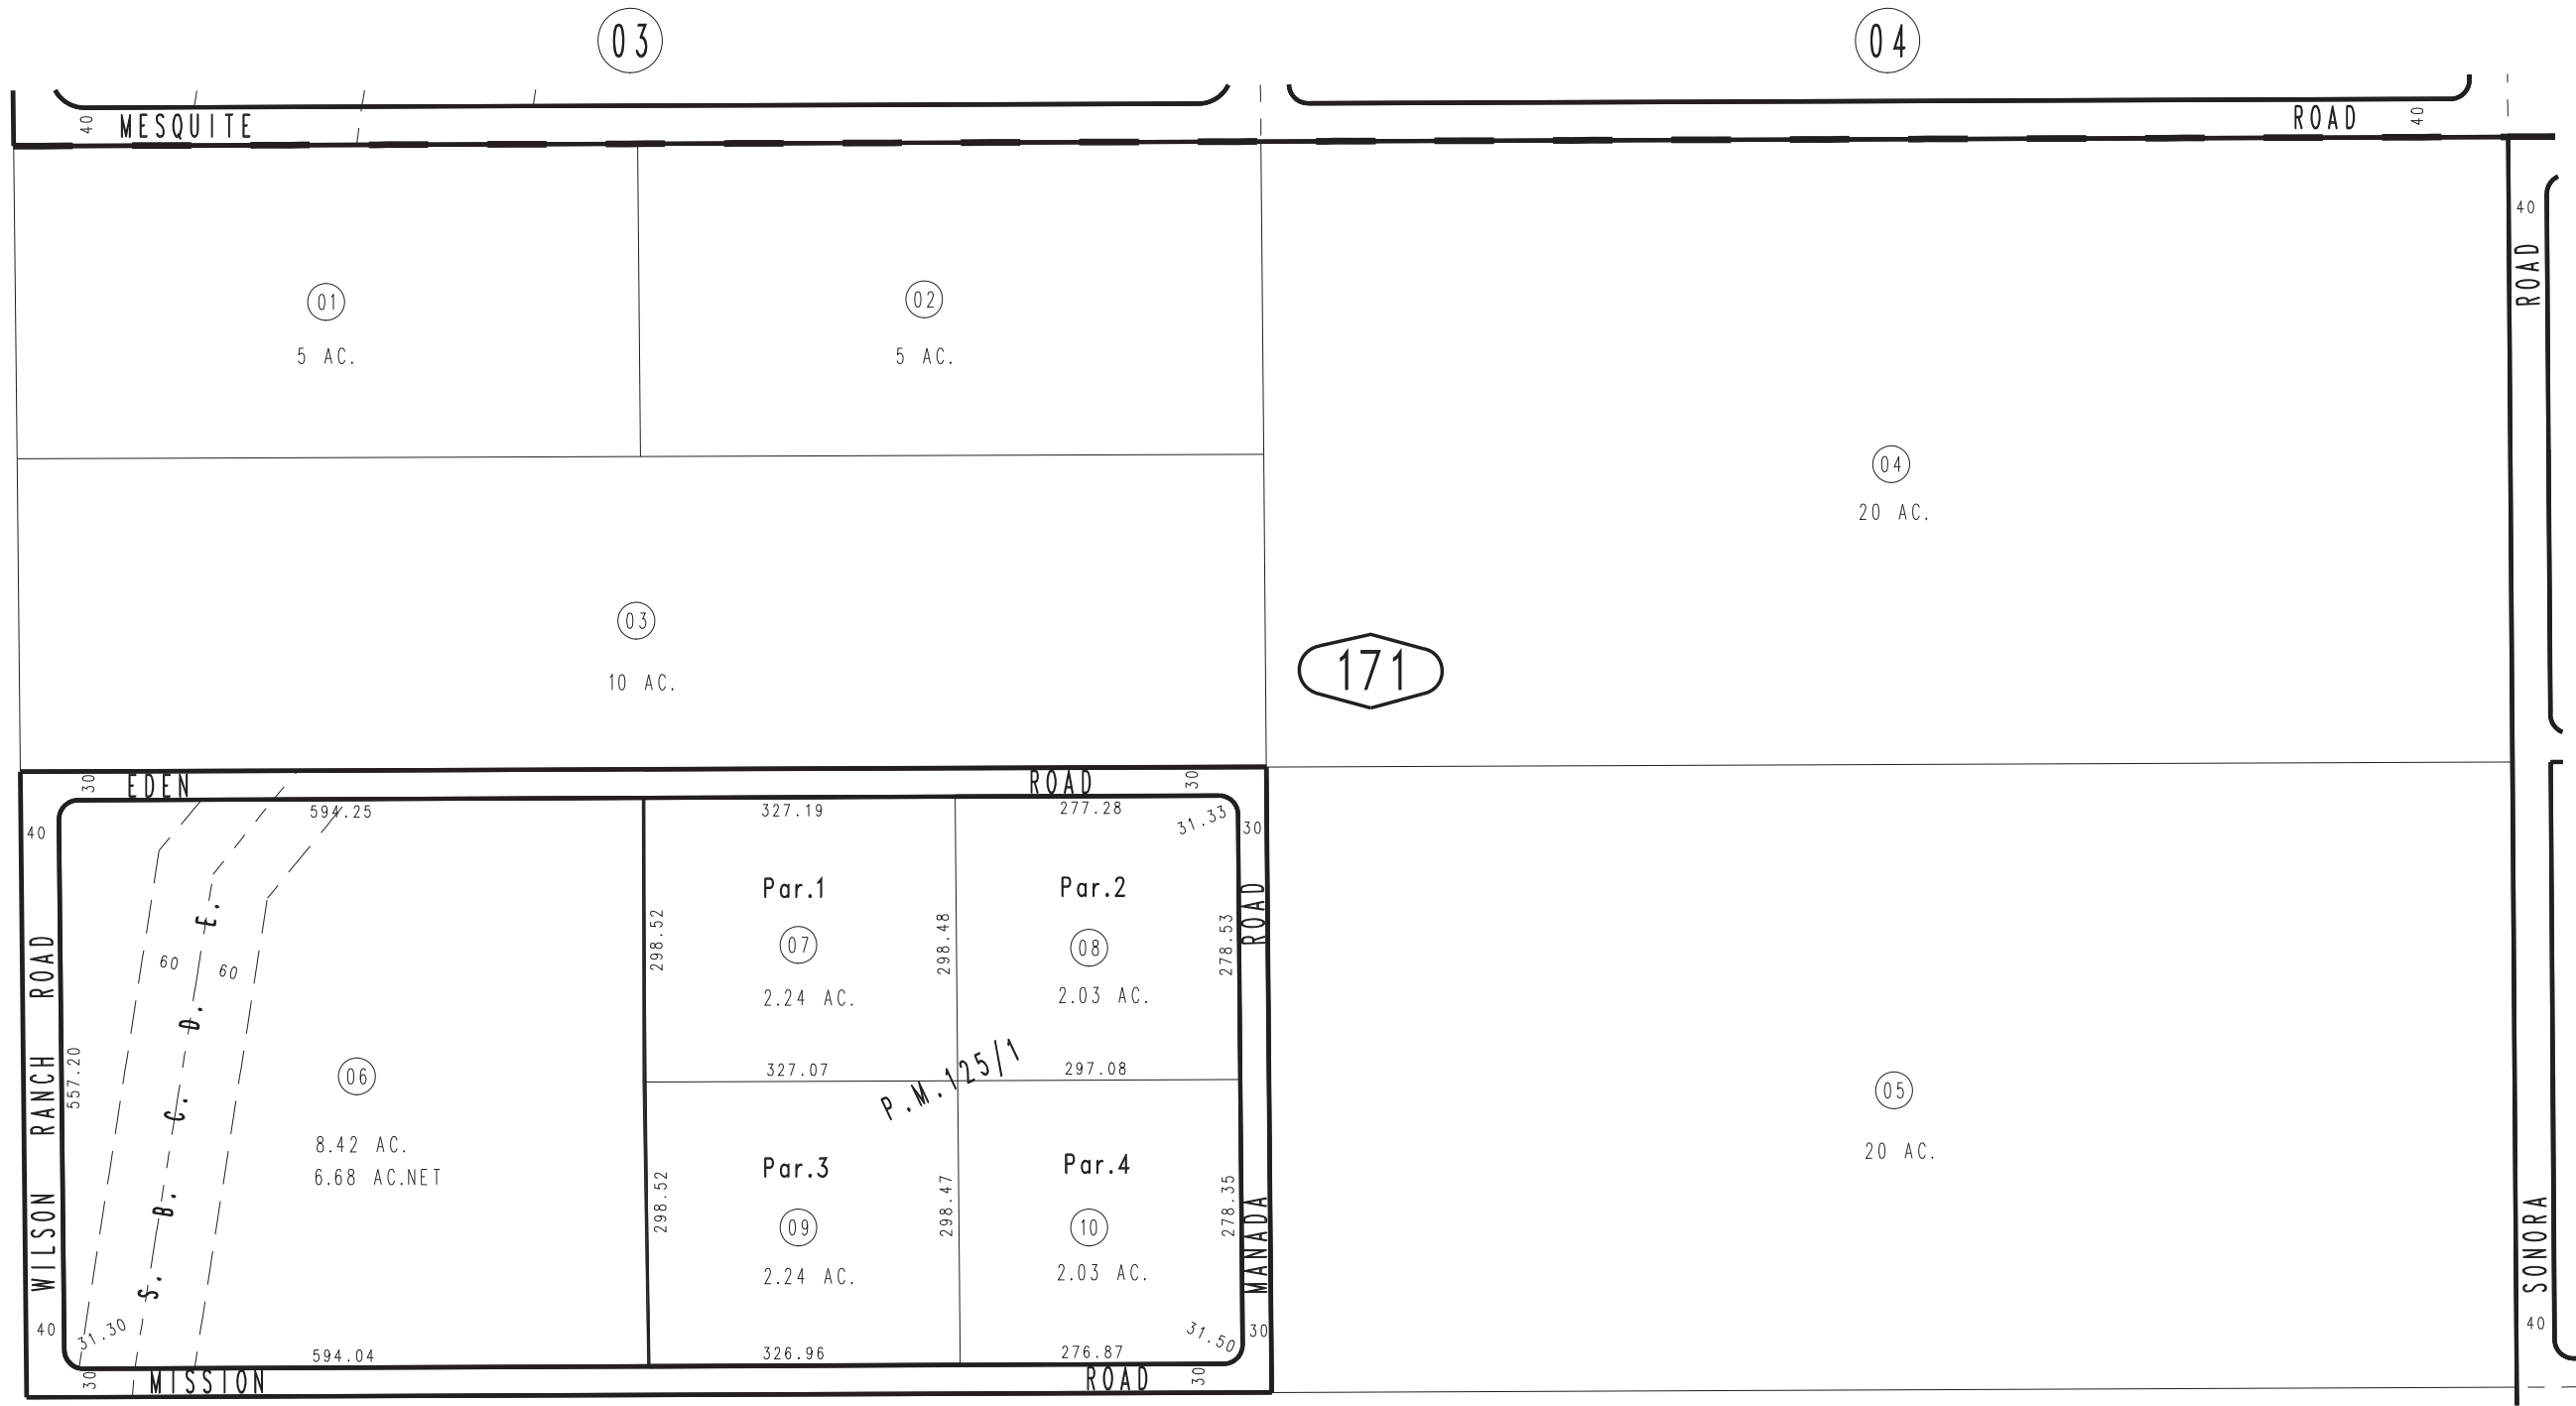 03
04
40
MESQUITE
ROAD
40
01
5 AC.
02
5 AC.
40
ROAD
04
20 AC.
03
10 AC.
171
30
EDEN
ROAD
30
40
594.25
327.19
277.28
31.33
30
Par.1
Par.2
298.52
07
298.48
08
278.53
ROAD
2.24 AC.
2.03 AC.
WILSON RANCH ROAD
557.20
60
60
S. B. C. D. E.
06
8.42 AC.
6.68 AC.NET
327.07
297.08
P.M.125/1
05
20 AC.
Par.3
Par.4
298.52
09
298.47
10
278.35
MANADA
2.24 AC.
2.03 AC.
SONORA
40
40
31.30
594.04
326.96
276.87
31.50
30
30
MISSION
ROAD
30